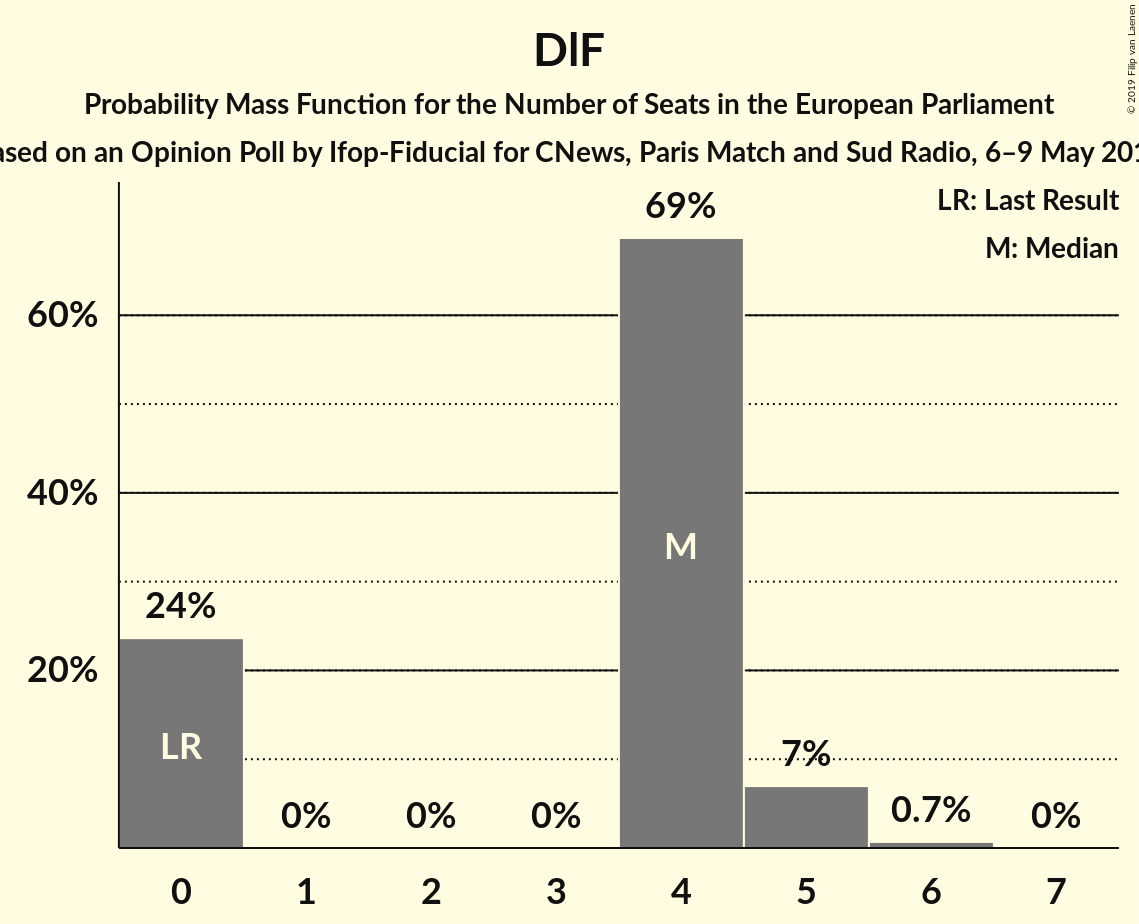 DlF
Probability Mass Function for the Number of Seats in the European Parliament
ased on an Opinion Poll by Ifop-Fiducial for CNews, Paris Match and Sud Radio, 6–9 May 201
© 2019 Filip van Laenen
LR: Last Result
M: Median
69%
60%
40%
M
24%
20%
LR
7%
0%
0%
0%
0.7%
0%
0
1
2
3
4
5
6
7